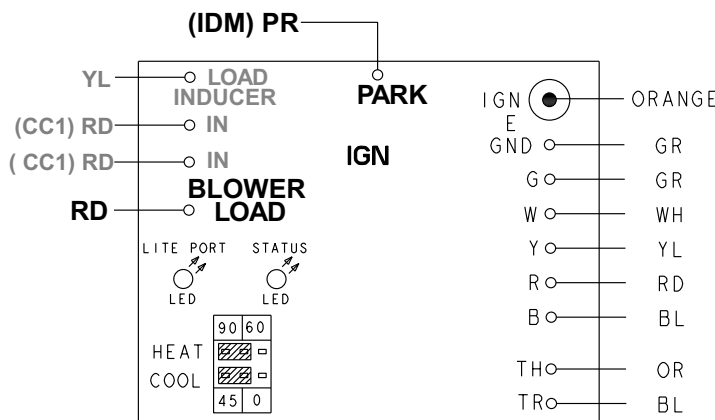 (IDM) PR
YL
LOAD
INDUCER
PARK
IGN
E
ORANGE
(CC1) RD
IN
GND
GR
( CC1) RD
IN
IGN
G
GR
RD
BLOWER
LOAD
W
WH
LITE PORT
STATUS
Y
YL
LED
LED
R
RD
B
BL
90 60
HEAT
COOL
45 0
TH
OR
TR
BL